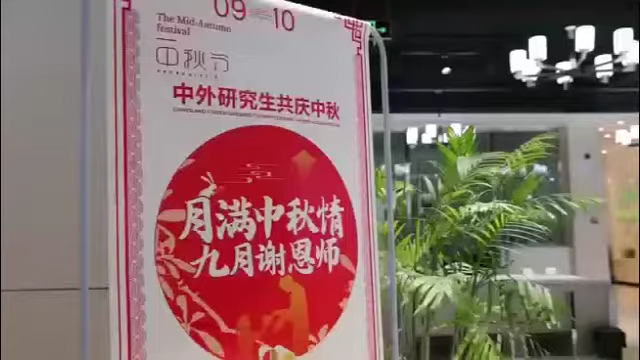 09 10
The Mid-Autumn
festival
中秋节
中外研究生共庆中秋
月满中秋情
九月谢恩师